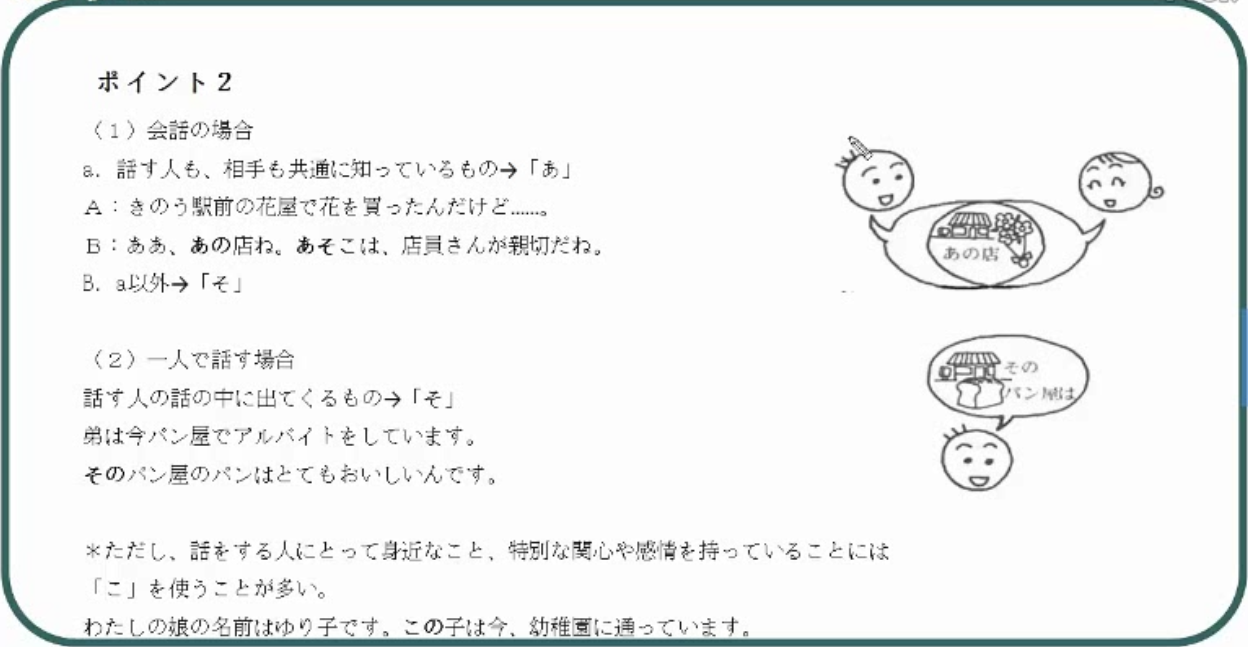 ポイント２
（１）会話の場合
a．話す人も、相手も共通に知っているもの→「あ」
Ａ：きのう駅前の花屋で花を買ったんだけど……。
Ｂ：ああ、あの店ね。あそこは、店員さんが親切だね。
B．a以外→「そ」
あの店
（２）一人で話す場合
話す人の話の中に出てくるもの→「そ」
弟は今パン屋でアルバイトをしています。
そのパン屋のパンはとてもおいしいんです。
その
パン屋は
＊ただし、話をする人にとって身近なこと、特別な関心や感情を持っていることには
「こ」を使うことが多い。
わたしの娘の名前はゆり子です。この子は今、幼稚園に通っています。